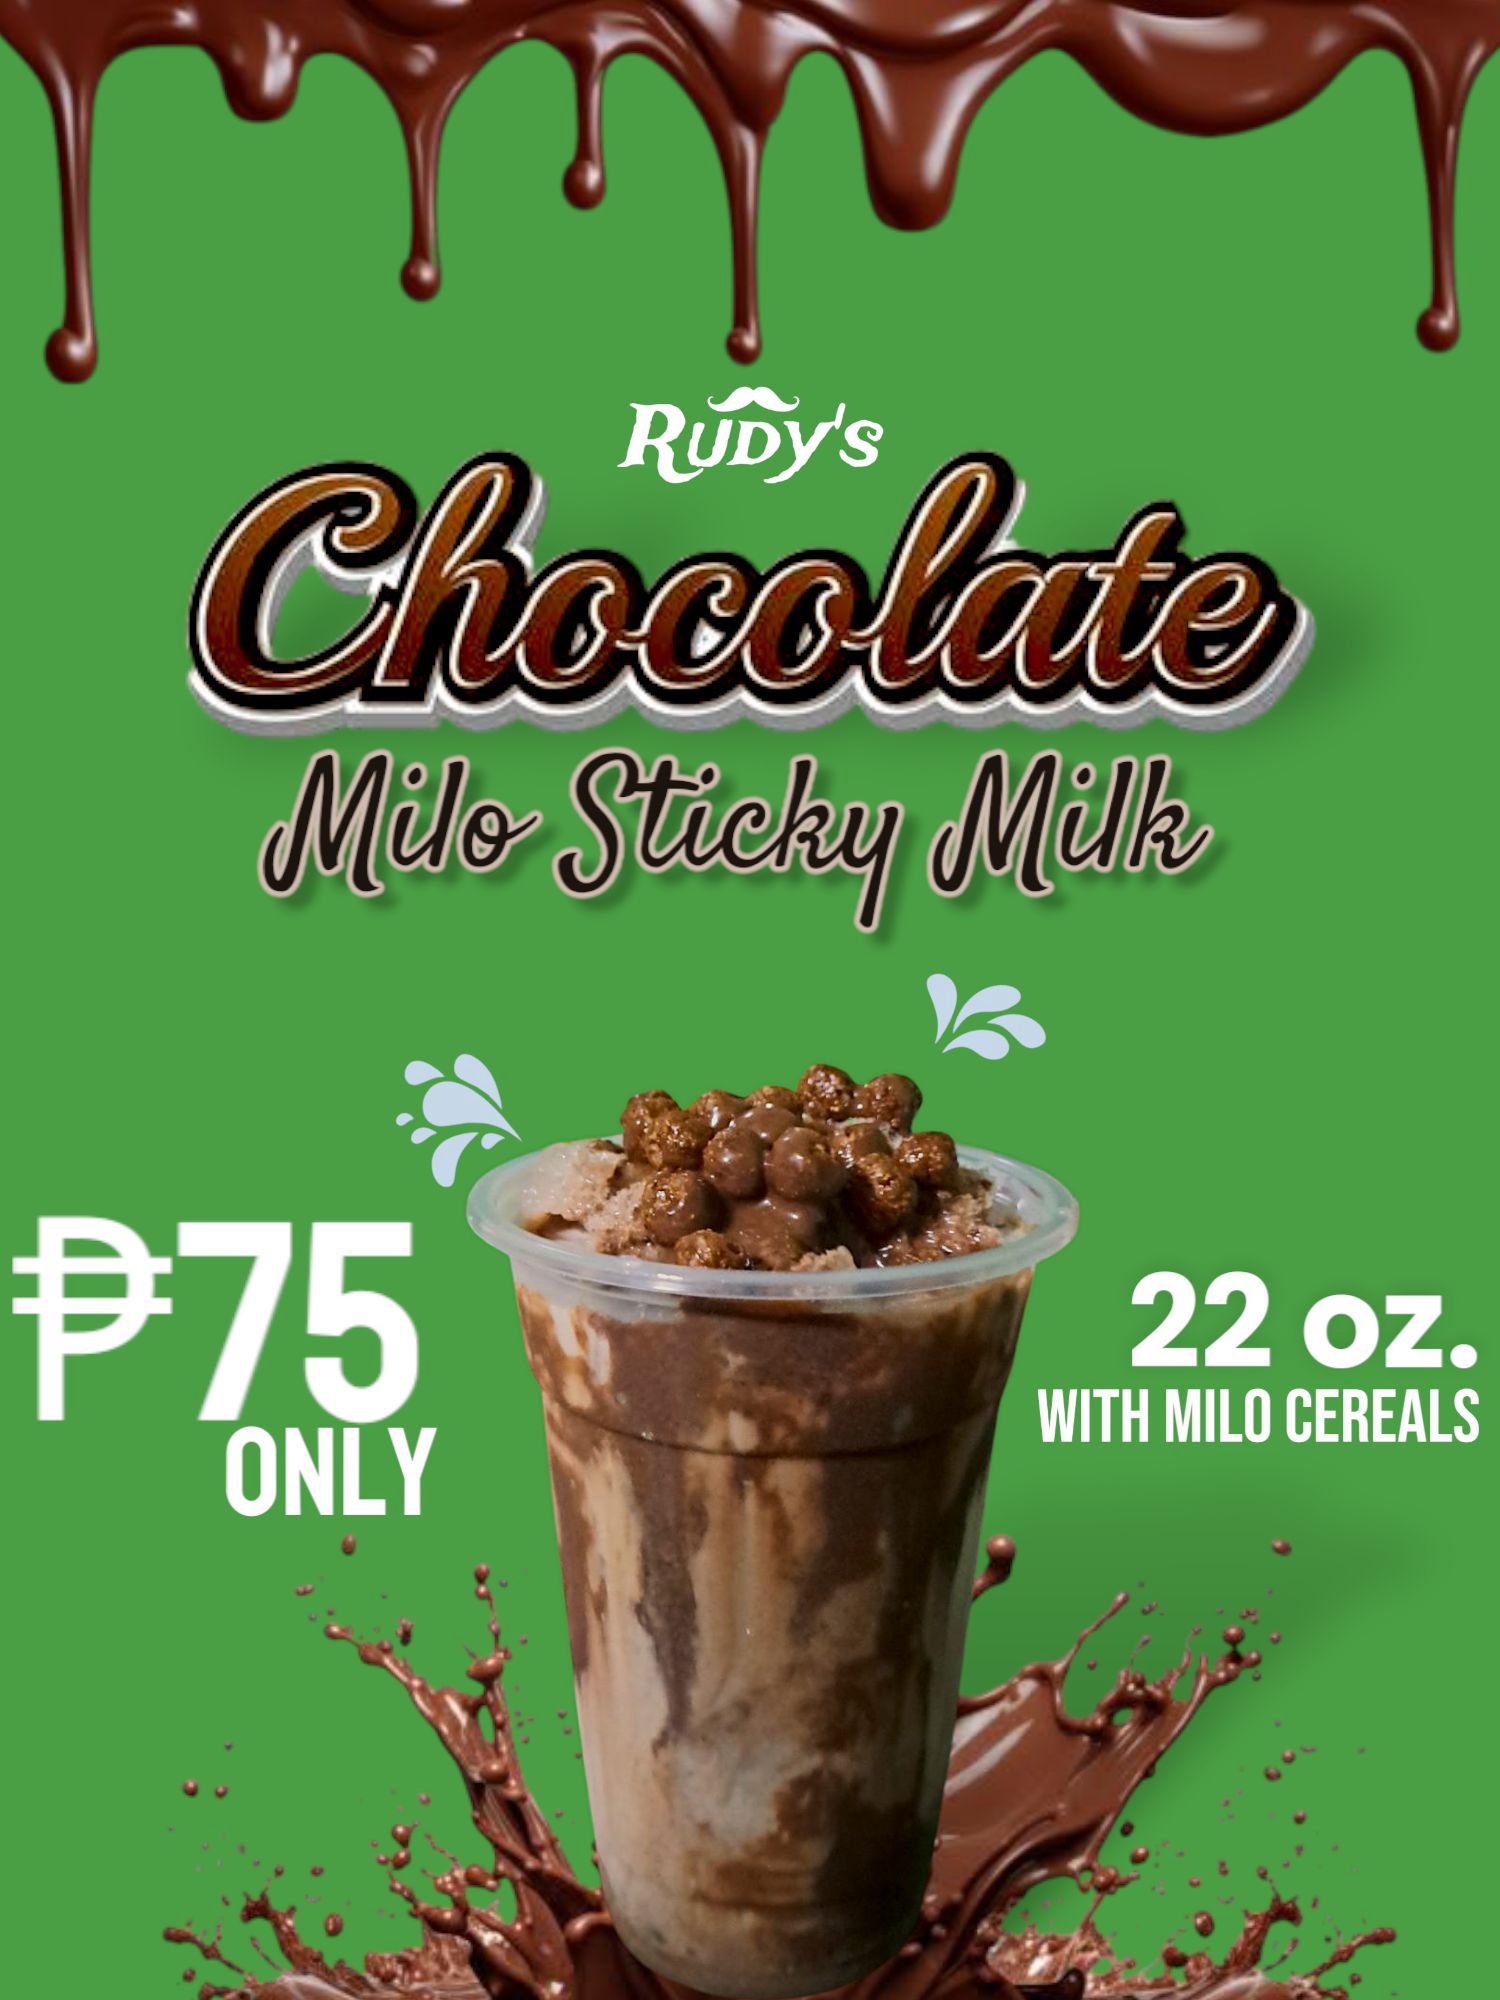 RUDY'S
Chocolate
Milo Sticky Milk
₱75
ONLY
22 oz.
WITH MILO CEREALS